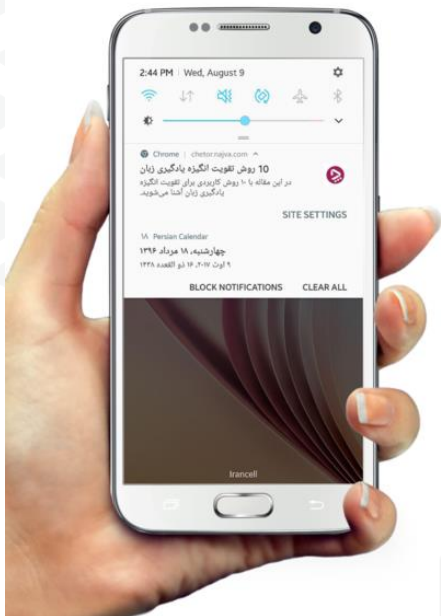 2:44 PM | Wed, August 9
Chrome | chetor.najva.com
10 روش تقویت انگیزه یادگیری زبان
در این مقاله با ۱۰ روش کاربردی برای تقویت انگیزه
یادگیری زبان آشنا می‌شوید.
SITE SETTINGS
۱۸ Persian Calendar
چهارشنبه، ۱۸ مرداد ۱۳۹۶
۹ اوت ۲۰۱۷، ۱۶ ذو القعده ۱۴۳۸
BLOCK NOTIFICATIONS CLEAR ALL
Irancell